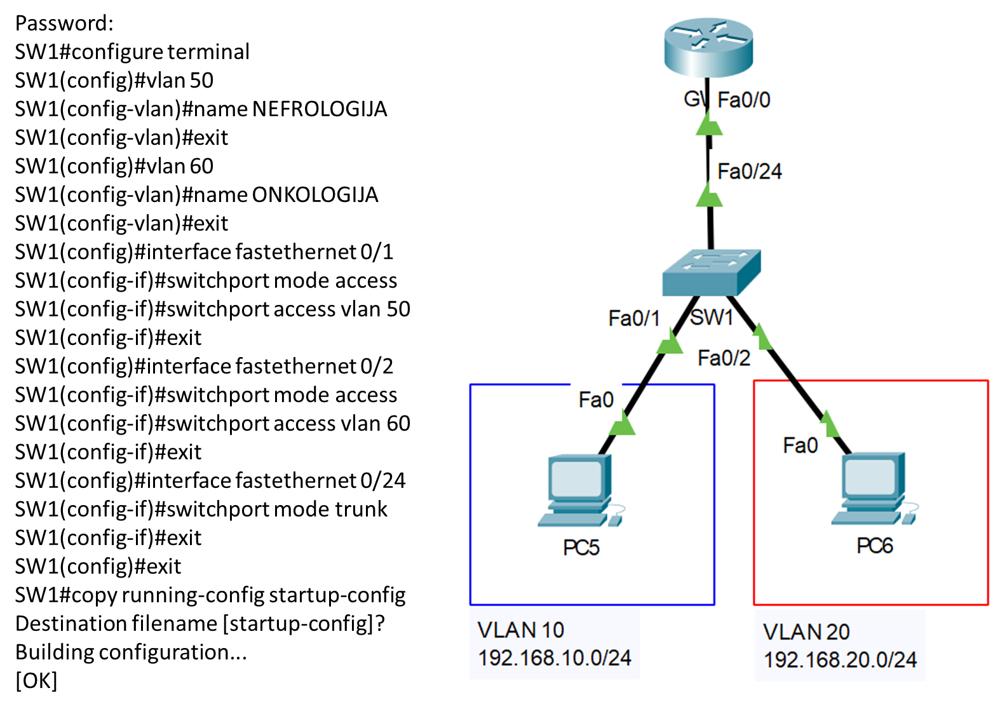 Password:
SW1#configure terminal
SW1(config)#vlan 50
SW1(config-vlan)#name NEFROLOGIJA
SW1(config-vlan)#exit
SW1(config)#vlan 60
SW1(config-vlan)#name ONKOLOGIJA
SW1(config-vlan)#exit
SW1(config)#interface fastethernet 0/1
SW1(config-if)#switchport mode access
SW1(config-if)#switchport access vlan 50
SW1(config-if)#exit
SW1(config)#interface fastethernet 0/2
SW1(config-if)#switchport mode access
SW1(config-if)#switchport access vlan 60
SW1(config-if)#exit
SW1(config)#interface fastethernet 0/24
SW1(config-if)#switchport mode trunk
SW1(config-if)#exit
SW1(config)#exit
SW1#copy running-config startup-config
Destination filename [startup-config]?
Building configuration...
[OK]
Fa0/0
Fa0/24
Fa0/1
SW1
Fa0/2
Fa0
Fa0
PC5
PC6
VLAN 10
192.168.10.0/24
VLAN 20
192.168.20.0/24